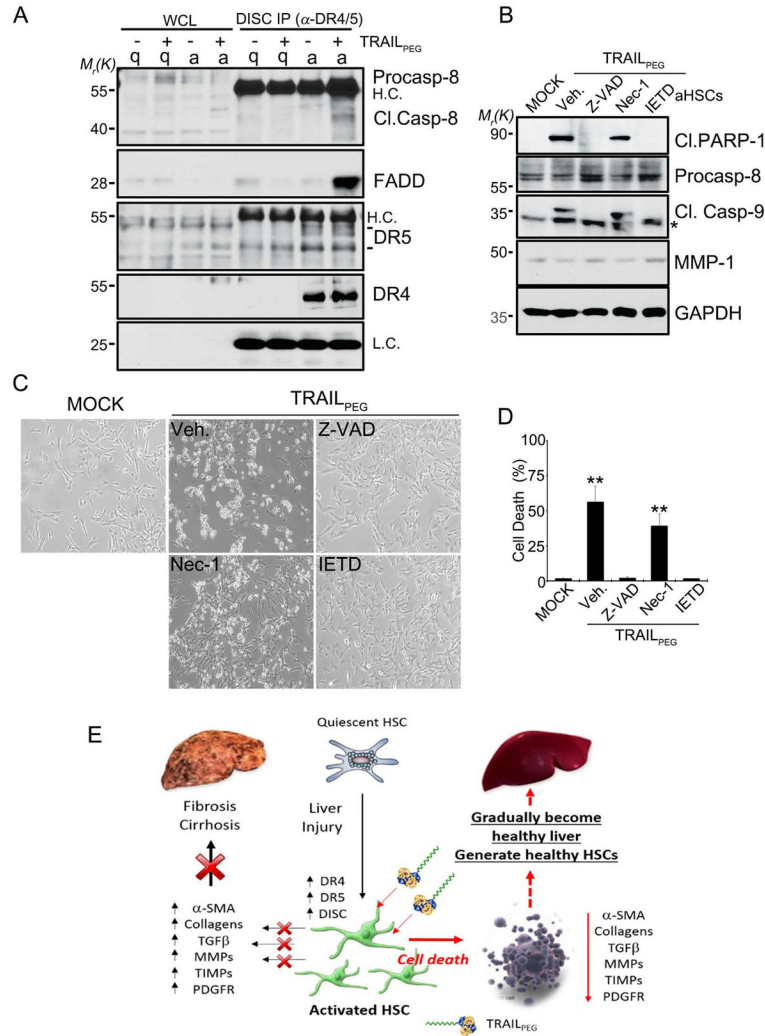 A
WCL
DISC IP (α-DR4/5)
- + - + - + - + TRAILPEG
q q a a q q a a
Mr(K)
Procasp-8
55
H.C.
Cl.Casp-8
40
28
FADD
55
H.C.
DR5
55
DR4
25
L.C.
B
TRAILPEG
MOCK
Veh.
Z-VAD
Nec-1
IETD
aHSCs
Mr(K)
90
Cl.PARP-1
Procasp-8
55
35
Cl. Casp-9
*
50
MMP-1
35
GAPDH
C
MOCK
TRAILPEG
Veh.
Z-VAD
Nec-1
IETD
D
Cell Death (%)
100
75
50
25
0
**
**
MOCK
Veh.
Z-VAD
Nec-1
IETD
TRAILPEG
E
Quiescent HSC
Fibrosis
Cirrhosis
Liver
Injury
Gradually become
healthy liver
Generate healthy HSCs
DR4
DR5
DISC
α-SMA
Collagens
TGFβ
MMPs
TIMPs
PDGFR
Cell death
Activated HSC
α-SMA
Collagens
TGFβ
MMPs
TIMPs
PDGFR
TRAILPEG